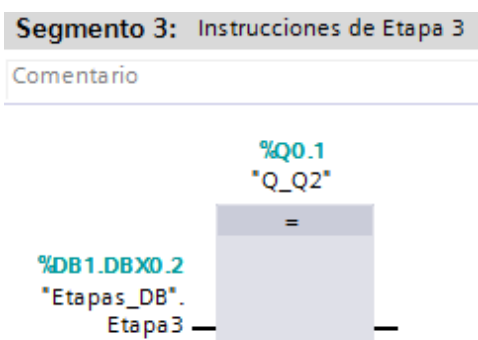 Segmento 3: Instrucciones de Etapa 3
Comentario
%Q0.1
"Q_Q2"
=
%DB1.DBX0.2
"Etapas_DB".
Etapa3